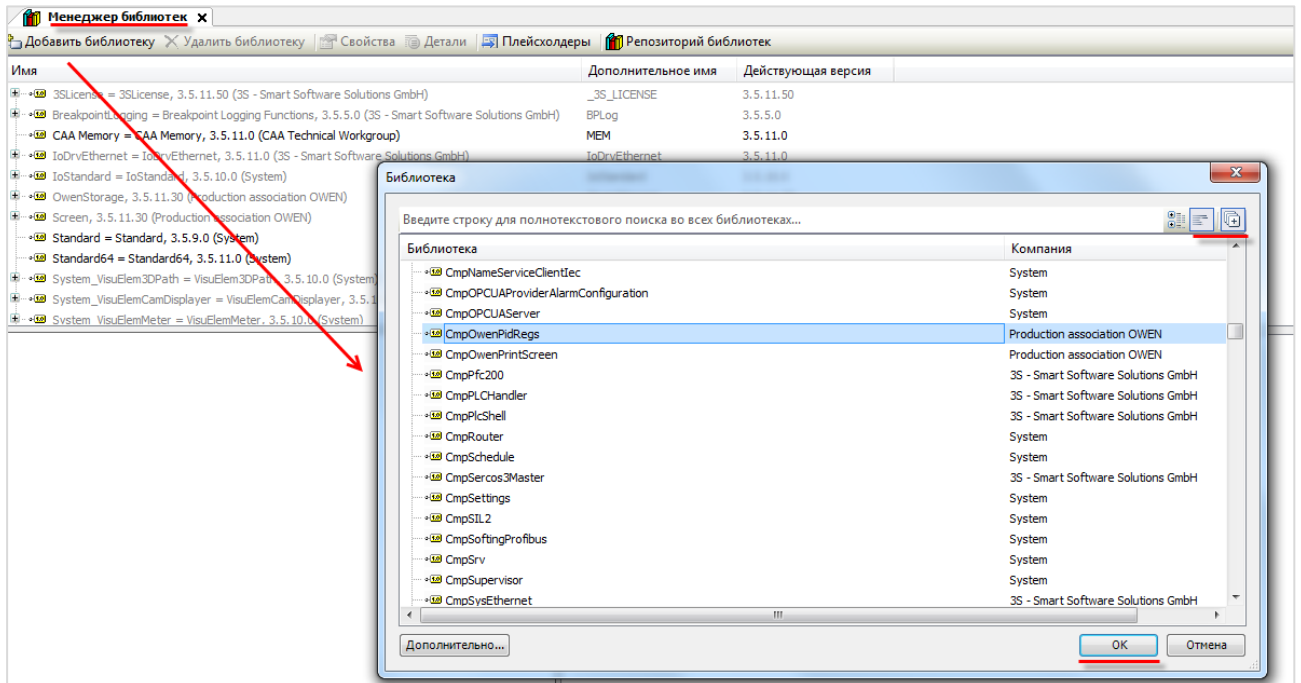 Менеджер библиотек x
Добавить библиотеку Удалить библиотеку Свойства Детали Плейсхолдеры Репозиторий библиотек
Имя Дополнительное имя Действующая версия
3SLicense = 3SLicense, 3.5.11.50 (3S - Smart Software Solutions GmbH) _3S_LICENSE 3.5.11.50
BreakpointLogging = Breakpoint Logging Functions, 3.5.5.0 (3S - Smart Software Solutions GmbH) BPLog 3.5.5.0
CAA Memory = CAA Memory, 3.5.11.0 (CAA Technical Workgroup) MEM 3.5.11.0
IoDrvEthernet = IoDrvEthernet, 3.5.11.0 (3S - Smart Software Solutions GmbH) IoDrvEthernet 3.5.11.0
IoStandard = IoStandard, 3.5.10.0 (System)
OwenStorage, 3.5.11.30 (Production association OWEN)
Screen, 3.5.11.30 (Production association OWEN)
Standard = Standard, 3.5.9.0 (System)
Standard64 = Standard64, 3.5.11.0 (System)
System_VisuElem3DPath = VisuElem3DPath, 3.5.10.0 (System)
System_VisuElemCamDisplayer = VisuElemCamDisplayer, 3.5.1
System_VisuElemMeter = VisuElemMeter, 3.5.10.0 (System)
Библиотека
Введите строку для полнотекстового поиска во всех библиотеках...
Библиотека Компания
CmpNameServiceClientIec System
CmpOPCUAProviderAlarmConfiguration System
CmpOPCUAServer System
CmpOwenPidRegs Production association OWEN
CmpOwenPrintScreen Production association OWEN
CmpPfc200 3S - Smart Software Solutions GmbH
CmpPLCHandler 3S - Smart Software Solutions GmbH
CmpPlcShell 3S - Smart Software Solutions GmbH
CmpRouter System
CmpSchedule System
CmpSercos3Master 3S - Smart Software Solutions GmbH
CmpSettings System
CmpSIL2 System
CmpSoftingProfibus System
CmpSrv System
CmpSupervisor System
CmpSysEthernet 3S - Smart Software Solutions GmbH
Дополнительно... OK Отмена